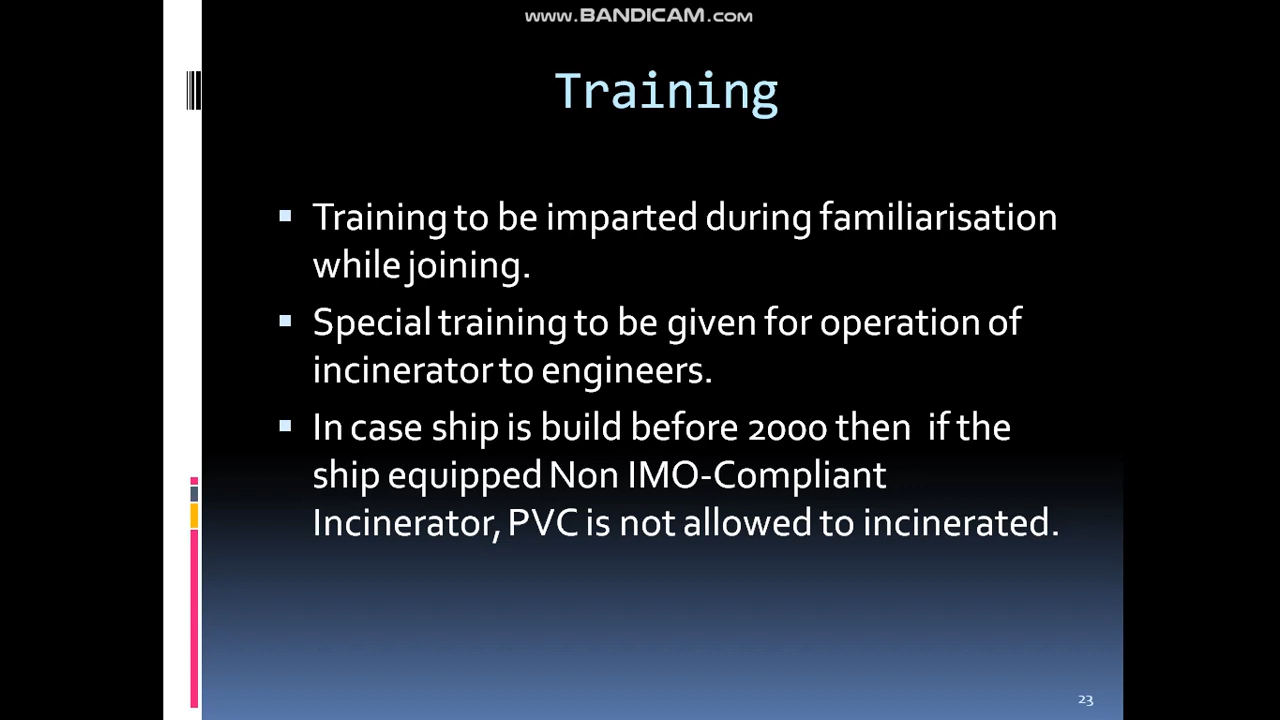 WWW.BANDICAM.COM
Training
▪ Training to be imparted during familiarisation
while joining.
▪ Special training to be given for operation of
incinerator to engineers.
▪ In case ship is build before 2000 then  if the
ship equipped Non IMO-Compliant
Incinerator, PVC is not allowed to incinerated.
23